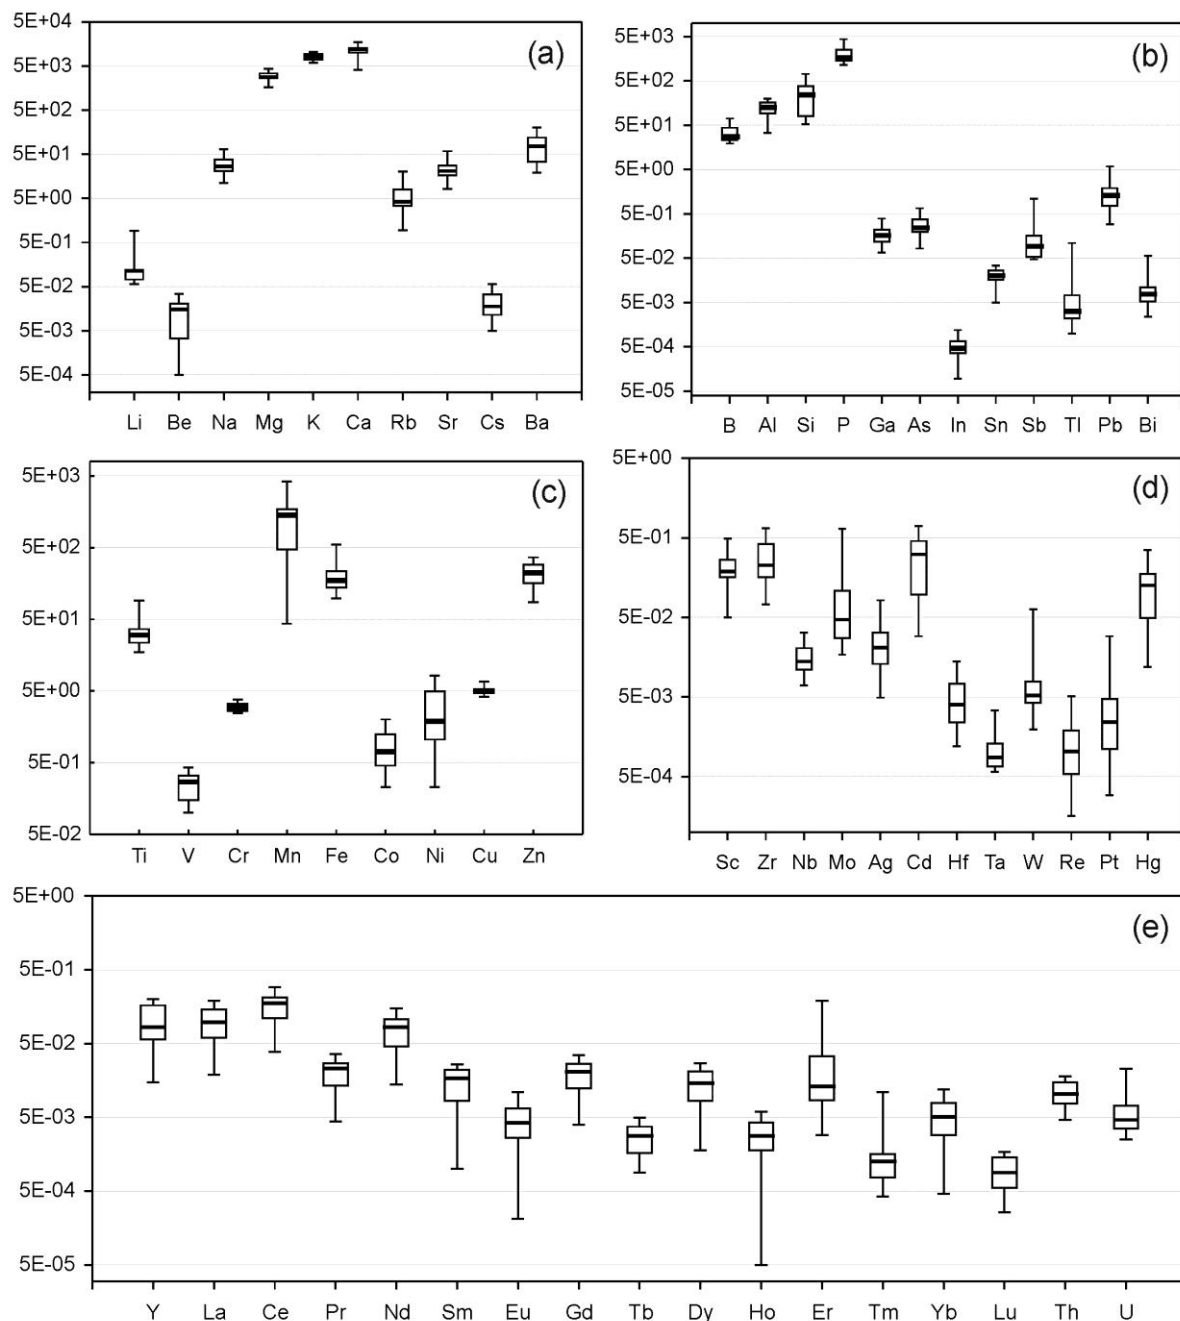 (a)
5E+04
5E+03
5E+02
5E+01
5E+00
5E-01
5E-02
5E-03
5E-04
Li Be Na Mg K Ca Rb Sr Cs Ba
(b)
5E+03
5E+02
5E+01
5E+00
5E-01
5E-02
5E-03
5E-04
5E-05
B Al Si P Ga As In Sn Sb Tl Pb Bi
(c)
5E+03
5E+02
5E+01
5E+00
5E-01
5E-02
Ti V Cr Mn Fe Co Ni Cu Zn
(d)
5E+00
5E-01
5E-02
5E-03
5E-04
Sc Zr Nb Mo Ag Cd Hf Ta W Re Pt Hg
(e)
5E+00
5E-01
5E-02
5E-03
5E-04
5E-05
Y La Ce Pr Nd Sm Eu Gd Tb Dy Ho Er Tm Yb Lu Th U